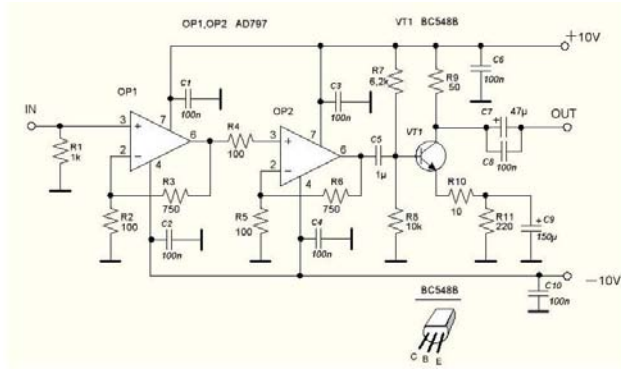 OP1,OP2 AD797
VT1 BC548B
+10V
C1
100n
C3
100n
R7
6,2k
R9
50
C6
100n
OP1
OP2
C7
47µ
+
IN
OUT
R1
1k
3
+
7
6
2
-
4
R4
100
3
+
7
6
2
-
4
C5
1µ
VT1
C8
100n
R3
750
R6
750
R10
10
R2
100
C2
100n
R5
100
C4
100n
R8
10k
R11
220
+
C9
150µ
-10V
C10
100n
BC548B
C B E